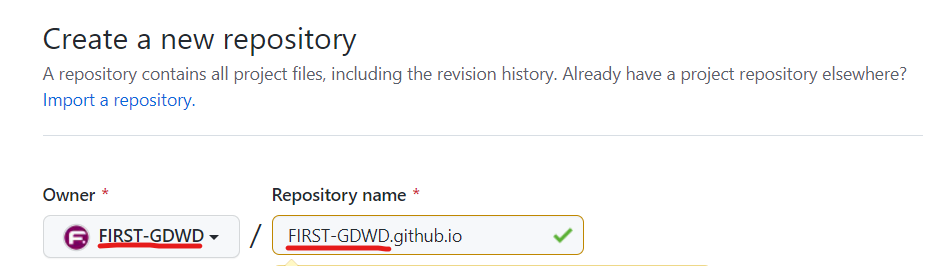 Create a new repository
A repository contains all project files, including the revision history. Already have a project repository elsewhere?
Import a repository.
Owner *
Repository name *
FIRST-GDWD
/
FIRST-GDWD.github.io